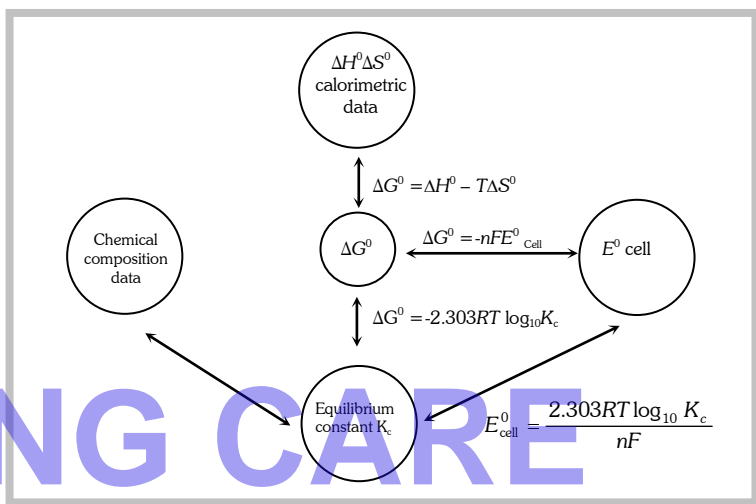 ΔH⁰ΔS⁰
calorimetric
data
ΔG⁰ = ΔH⁰ – TΔS⁰
Chemical
composition
data
ΔG⁰
ΔG⁰ = -nFE⁰ Cell
E⁰ cell
ΔG⁰ = -2.303RT log₁₀K꜀
Equilibrium
constant K꜀
E⁰cell = 2.303RT log₁₀ K꜀ / nF
NG CARE